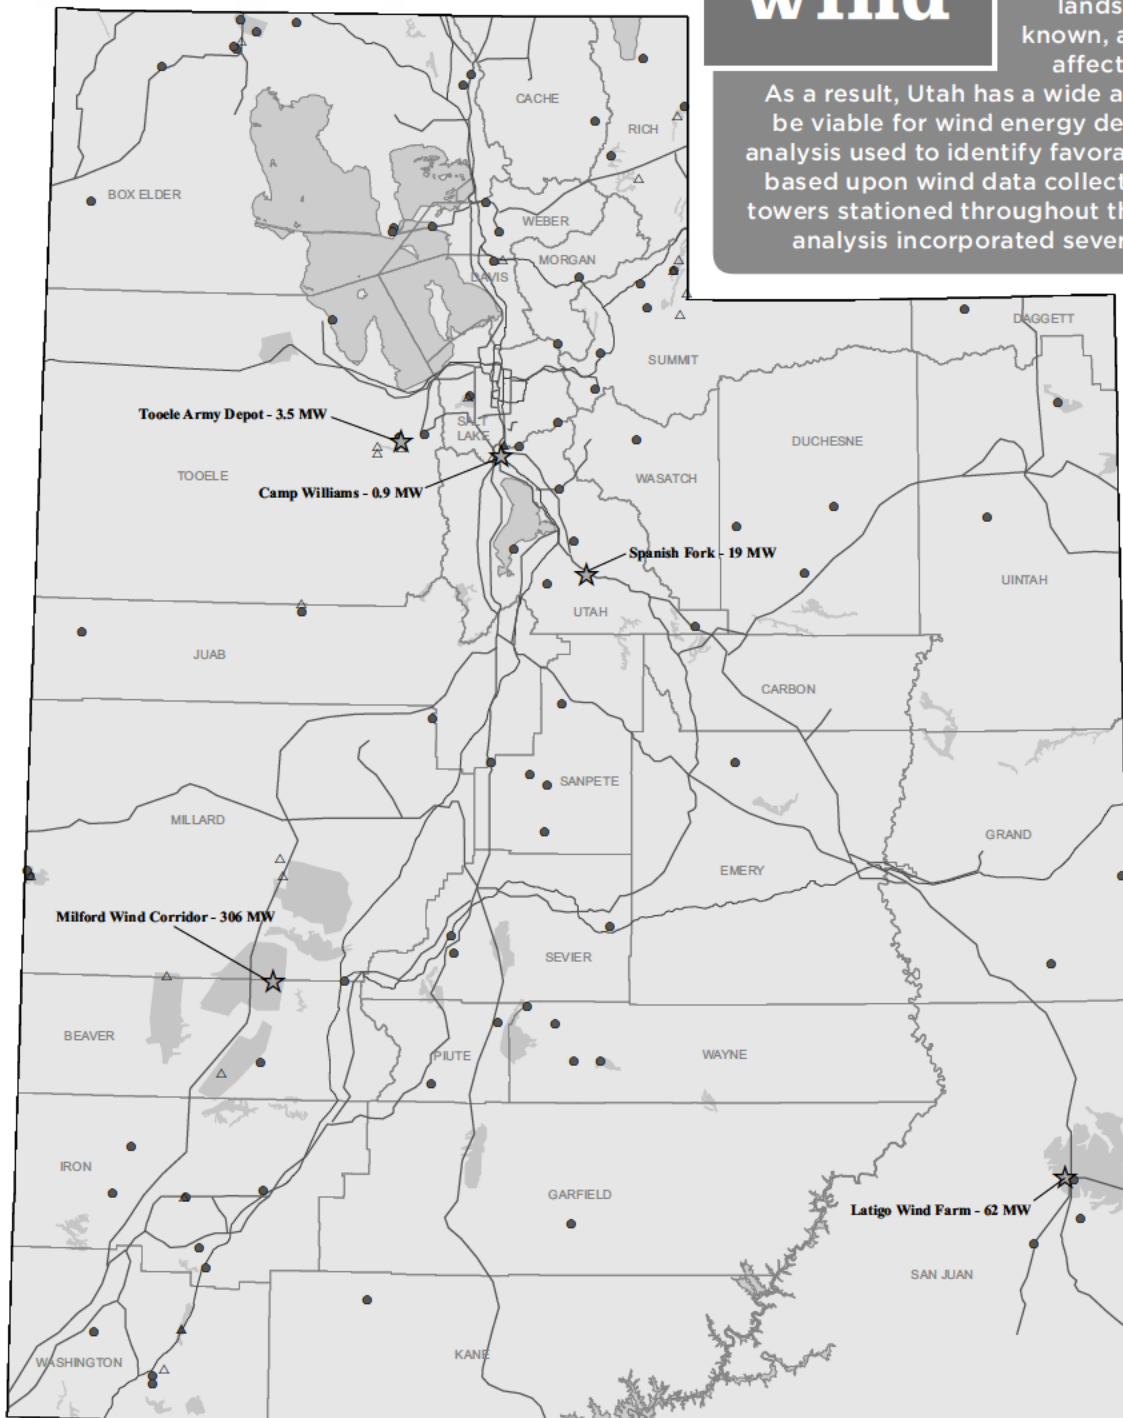 wind
lands
known, a
affect
As a result, Utah has a wide a
be viable for wind energy de
analysis used to identify favora
based upon wind data collect
towers stationed throughout th
analysis incorporated sever
CACHE
RICH
BOX ELDER
WEBER
MORGAN
DAVIS
DAGGETT
SUMMIT
Tooele Army Depot - 3.5 MW
SALT
LAKE
DUCHESNE
TOOELE
WASATCH
Camp Williams - 0.9 MW
Spanish Fork - 19 MW
UINTAH
UTAH
JUAB
CARBON
SANPETE
MILLARD
GRAND
EMERY
Milford Wind Corridor - 306 MW
SEVIER
BEAVER
PIUTE
WAYNE
IRON
GARFIELD
Latigo Wind Farm - 62 MW
SAN JUAN
KANE
WASHINGTON